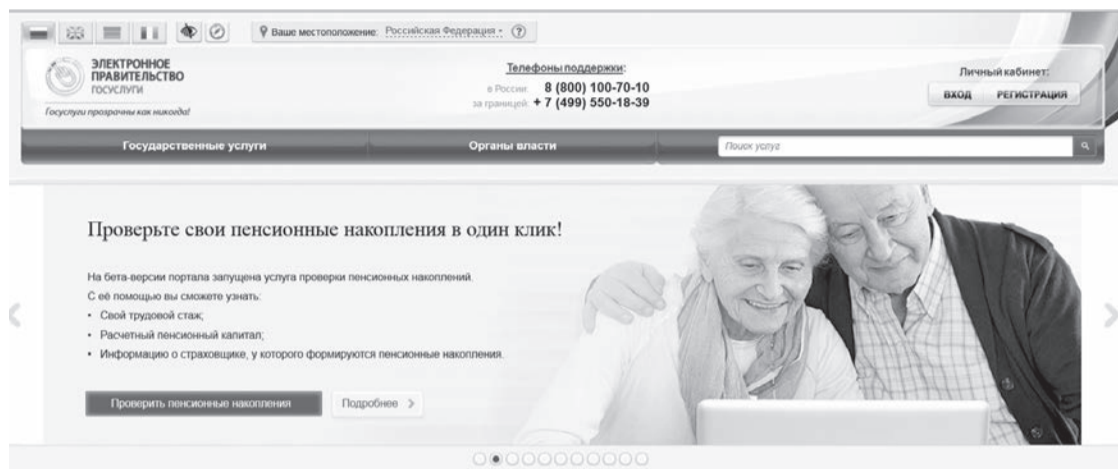 Ваше местоположение: Российская Федерация ?
ЭЛЕКТРОННОЕ
ПРАВИТЕЛЬСТВО
ГОСУСЛУГИ
Госуслуги прозрачны как никогда!
Телефоны поддержки:
в России: 8 (800) 100-70-10
за границей: + 7 (499) 550-18-39
Личный кабинет:
ВХОД РЕГИСТРАЦИЯ
Государственные услуги Органы власти Поиск услуг
Проверьте свои пенсионные накопления в один клик!
На бета-версии портала запущена услуга проверки пенсионных накоплений.
С её помощью вы сможете узнать:
• Свой трудовой стаж;
• Расчетный пенсионный капитал;
• Информацию о страховщике, у которого формируются пенсионные накопления.
Проверить пенсионные накопления Подробнее >